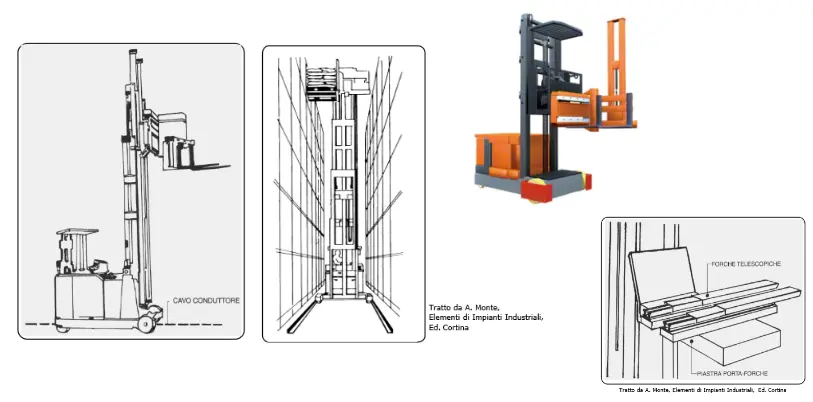 CAVO CONDUTTORE
Tratto da A. Monte,
Elementi di Impianti Industriali,
Ed. Cortina
FORCHE TELESCOPICHE
PIASTRA PORTA-FORCHE
Tratto da A. Monte, Elementi di Impianti Industriali, Ed. Cortina